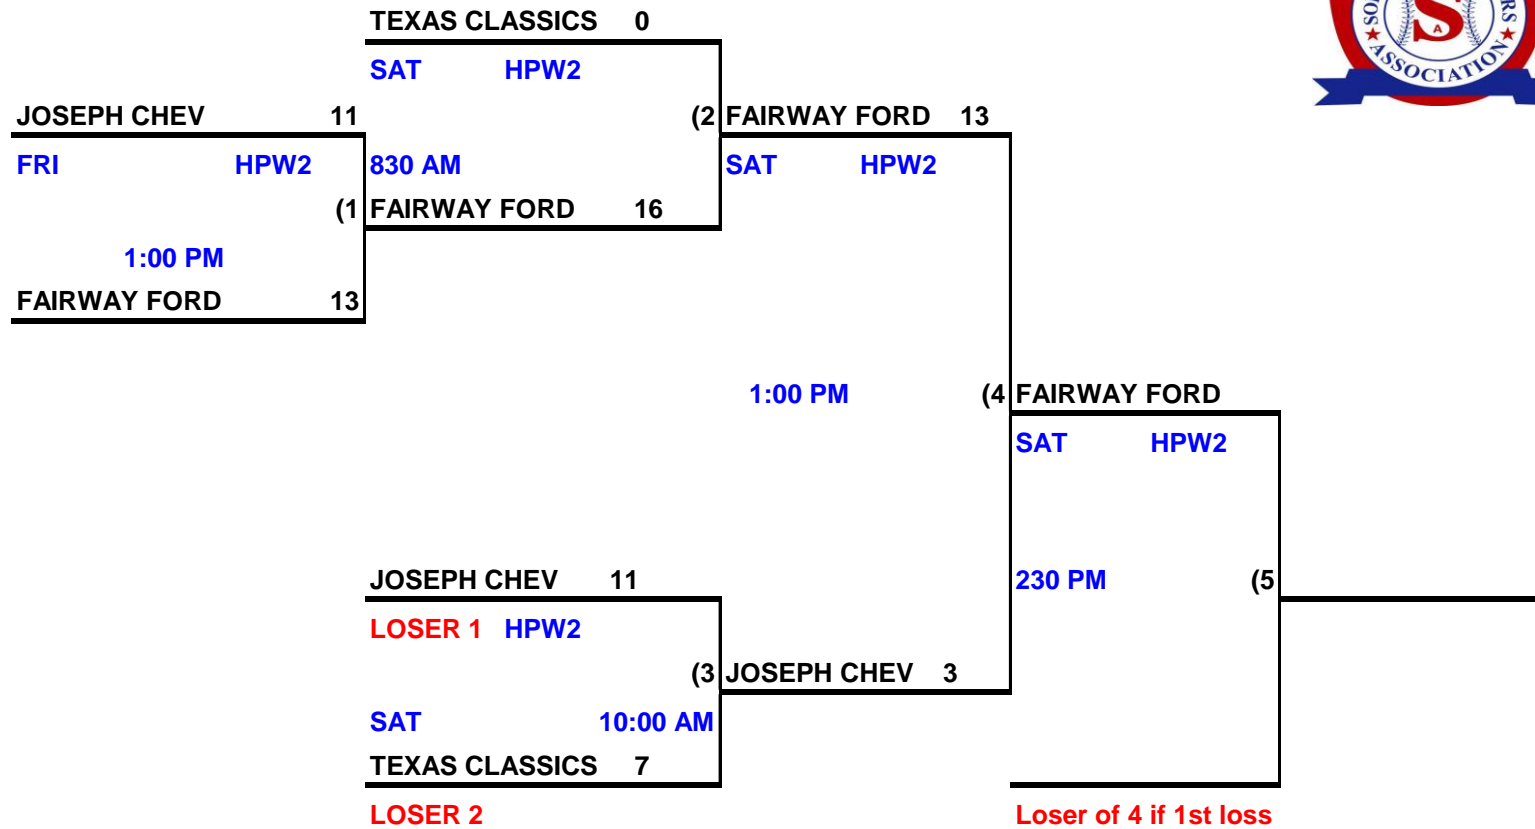 TEXAS CLASSICS 0
SAT HPW2
JOSEPH CHEV 11
(2 FAIRWAY FORD 13
FRI HPW2
830 AM
SAT HPW2
(1 FAIRWAY FORD 16
1:00 PM
FAIRWAY FORD 13
1:00 PM
(4 FAIRWAY FORD
SAT HPW2
JOSEPH CHEV 11
230 PM
(5
LOSER 1 HPW2
(3 JOSEPH CHEV 3
SAT 10:00 AM
TEXAS CLASSICS 7
LOSER 2
Loser of 4 if 1st loss
S
A
ASSOCIATION